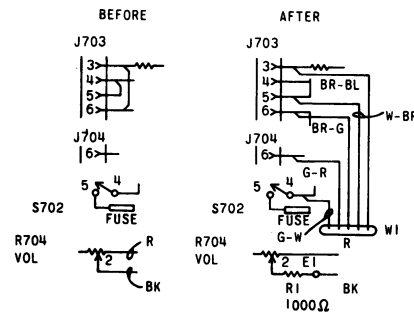 BEFORE
J703
3
4
5
6
J704
6
5 4
S702
FUSE
R704
VOL
R
2
BK
AFTER
J703
3
4
BR-BL
5
6
W-BR
BR-G
J704
6
G-R
5 4
S702
FUSE
G-W
R
W1
R704
VOL
2 E1
R1
BK
1000Ω